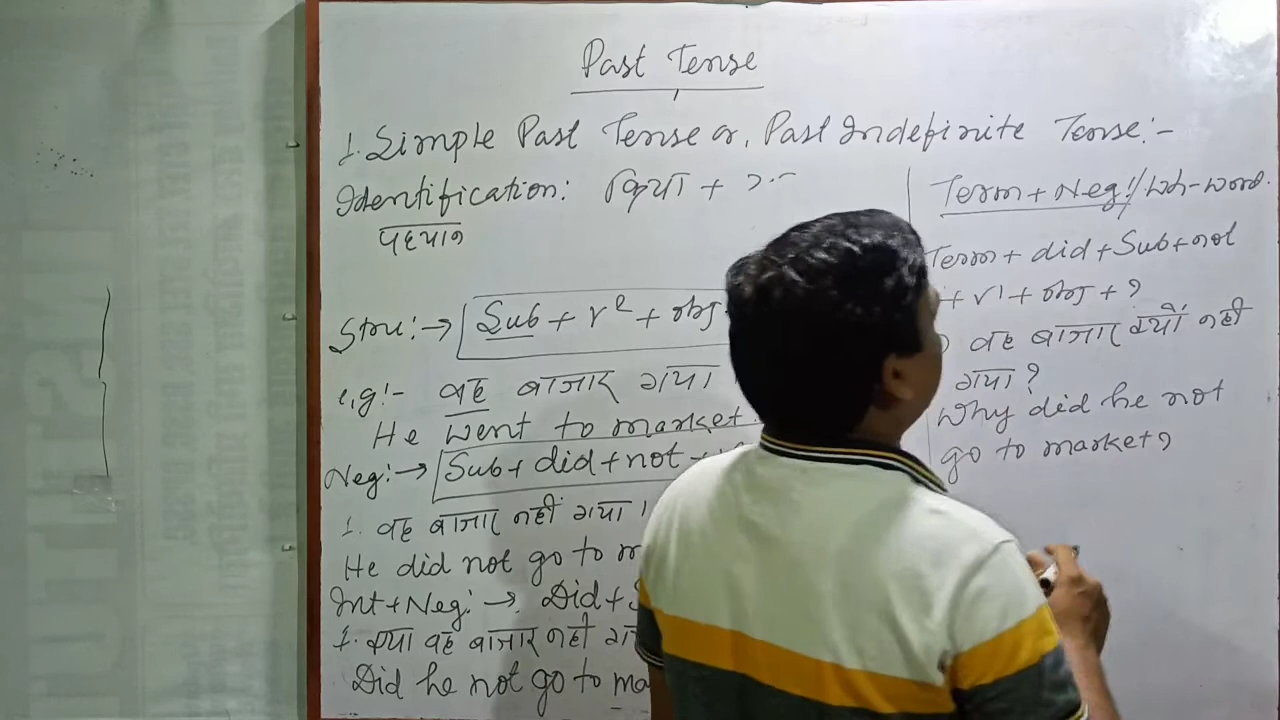 Past Tense
1. Simple Past Tense or, Past Indefinite Tense:-
Identification: क्रिया +
पहचान
Stru:→ Sub + v² + obj
e.g:- वह बाजार गया
He went to market.
Neg:→ Sub + did + not
1. वह बाजार नहीं गया।
He did not go to
Int + Neg: → Did +
1. क्या वह बाजार नहीं
Did he not go to
Term + Neg:// Wh-word.
Term + did + Sub + not
+ v¹ + obj + ?
वह बाजार क्यों नहीं
गया?
Why did he not
go to market?